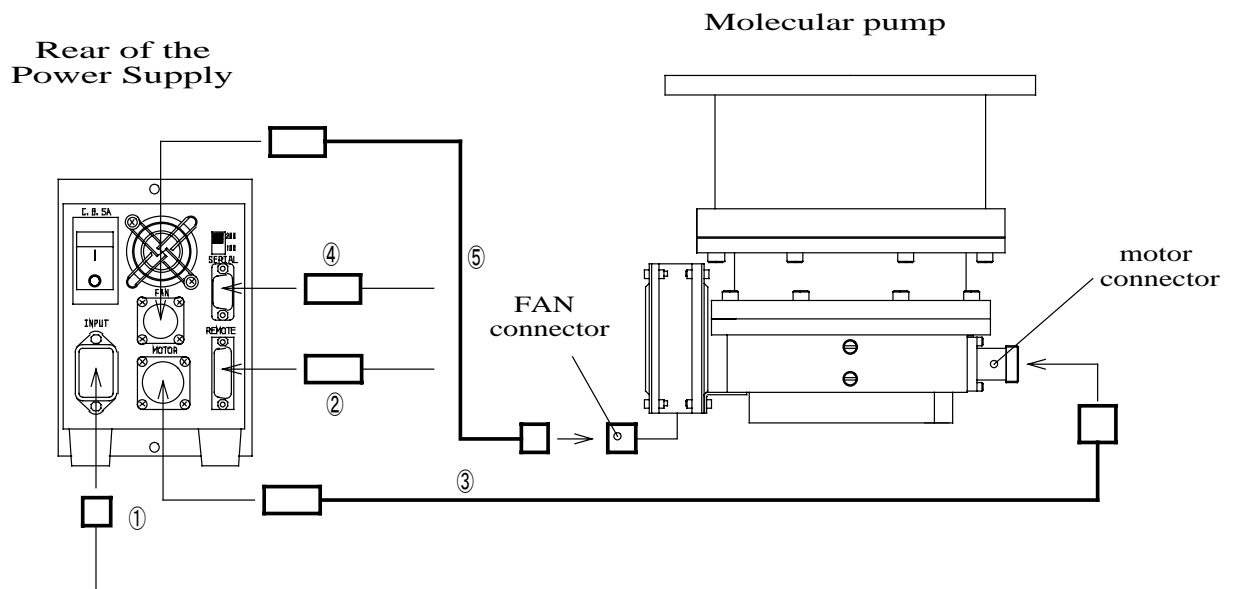 Molecular pump
Rear of the
Power Supply
C.B.5A
SERIAL
FAN
INPUT
REMOTE
MOTOR
④
⑤
②
①
③
FAN
connector
motor
connector